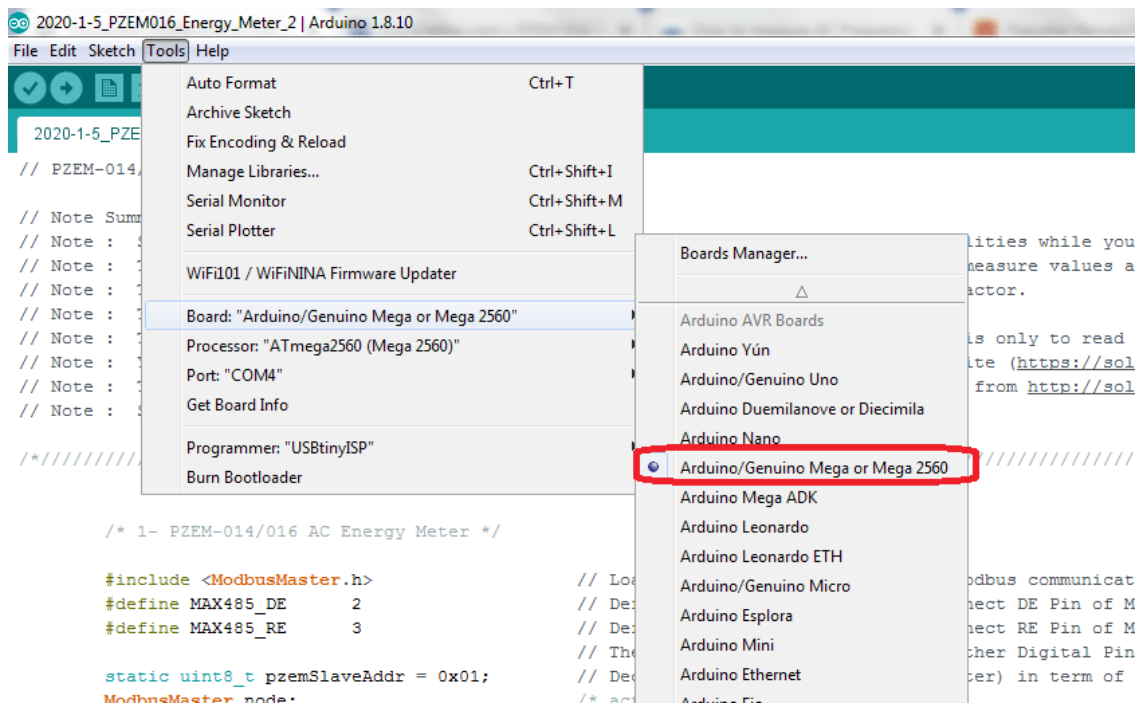 2020-1-5_PZEM016_Energy_Meter_2 | Arduino 1.8.10
File Edit Sketch Tools Help
Auto Format Ctrl+T
Archive Sketch
Fix Encoding & Reload
Manage Libraries... Ctrl+Shift+I
Serial Monitor Ctrl+Shift+M
Serial Plotter Ctrl+Shift+L
WiFi101 / WiFiNINA Firmware Updater
Board: "Arduino/Genuino Mega or Mega 2560"
Processor: "ATmega2560 (Mega 2560)"
Port: "COM4"
Get Board Info
Programmer: "USBtinyISP"
Burn Bootloader
Boards Manager...
Arduino AVR Boards
Arduino Yún
Arduino/Genuino Uno
Arduino Duemilanove or Diecimila
Arduino Nano
Arduino/Genuino Mega or Mega 2560
Arduino Mega ADK
Arduino Leonardo
Arduino Leonardo ETH
Arduino/Genuino Micro
Arduino Esplora
Arduino Mini
Arduino Ethernet
2020-1-5_PZE
// PZEM-014/
// Note Summ
// Note : lities while you
// Note : measure values a
// Note : actor.
// Note :
// Note : is only to read
// Note : ite (https://sol
// Note : from http://sol
// Note :
/*////////// ///////////////
/* 1- PZEM-014/016 AC Energy Meter */
#include <ModbusMaster.h> // Loa odbus communicat
#define MAX485_DE 2 // De nect DE Pin of M
#define MAX485_RE 3 // De nect RE Pin of M
// The ther Digital Pin
static uint8_t pzemSlaveAddr = 0x01; // Dec ter) in term of
ModbusMaster node; /* act